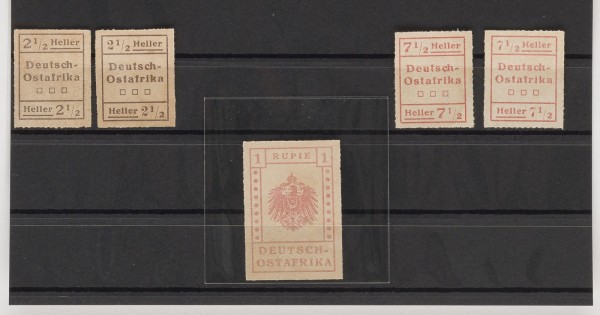 2 1/2 Heller
Deutsch-
Ostafrika
Heller 2 1/2
2 1/2 Heller
Deutsch-
Ostafrika
Heller 2 1/2
7 1/2 Heller
Deutsch-
Ostafrika
Heller 7 1/2
7 1/2 Heller
Deutsch-
Ostafrika
Heller 7 1/2
1 RUPIE 1
DEUTSCH-
OSTAFRIKA